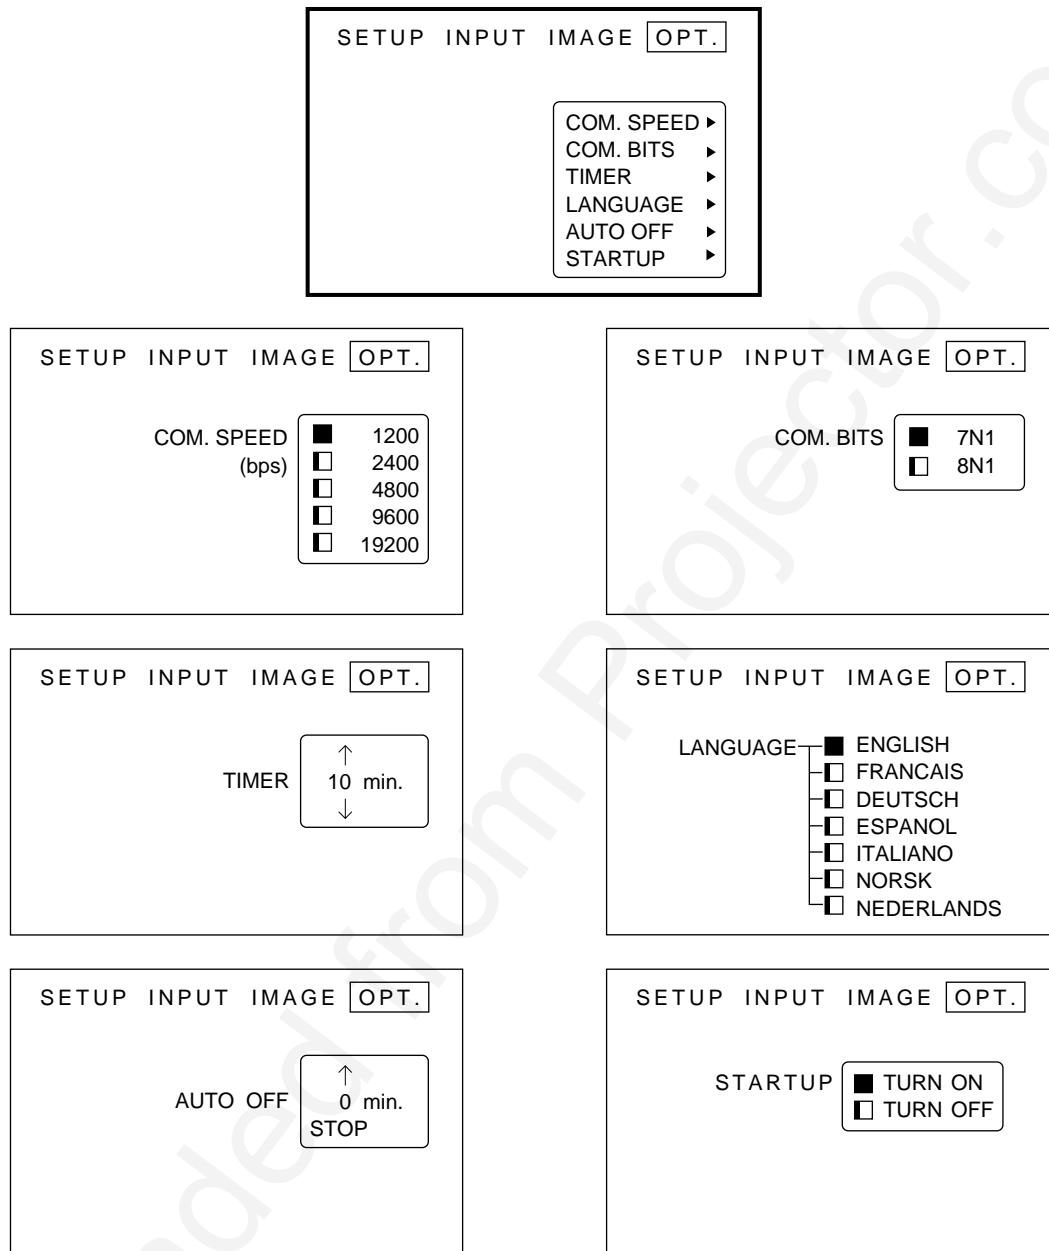 SETUP INPUT IMAGE OPT.
COM. SPEED
COM. BITS
TIMER
LANGUAGE
AUTO OFF
STARTUP
SETUP INPUT IMAGE OPT.
COM. SPEED
(bps)
1200
2400
4800
9600
19200
SETUP INPUT IMAGE OPT.
COM. BITS
7N1
8N1
SETUP INPUT IMAGE OPT.
TIMER
↑
10 min.
↓
SETUP INPUT IMAGE OPT.
LANGUAGE
ENGLISH
FRANCAIS
DEUTSCH
ESPANOL
ITALIANO
NORSK
NEDERLANDS
SETUP INPUT IMAGE OPT.
AUTO OFF
↑
0 min.
STOP
SETUP INPUT IMAGE OPT.
STARTUP
TURN ON
TURN OFF
from Projector.co